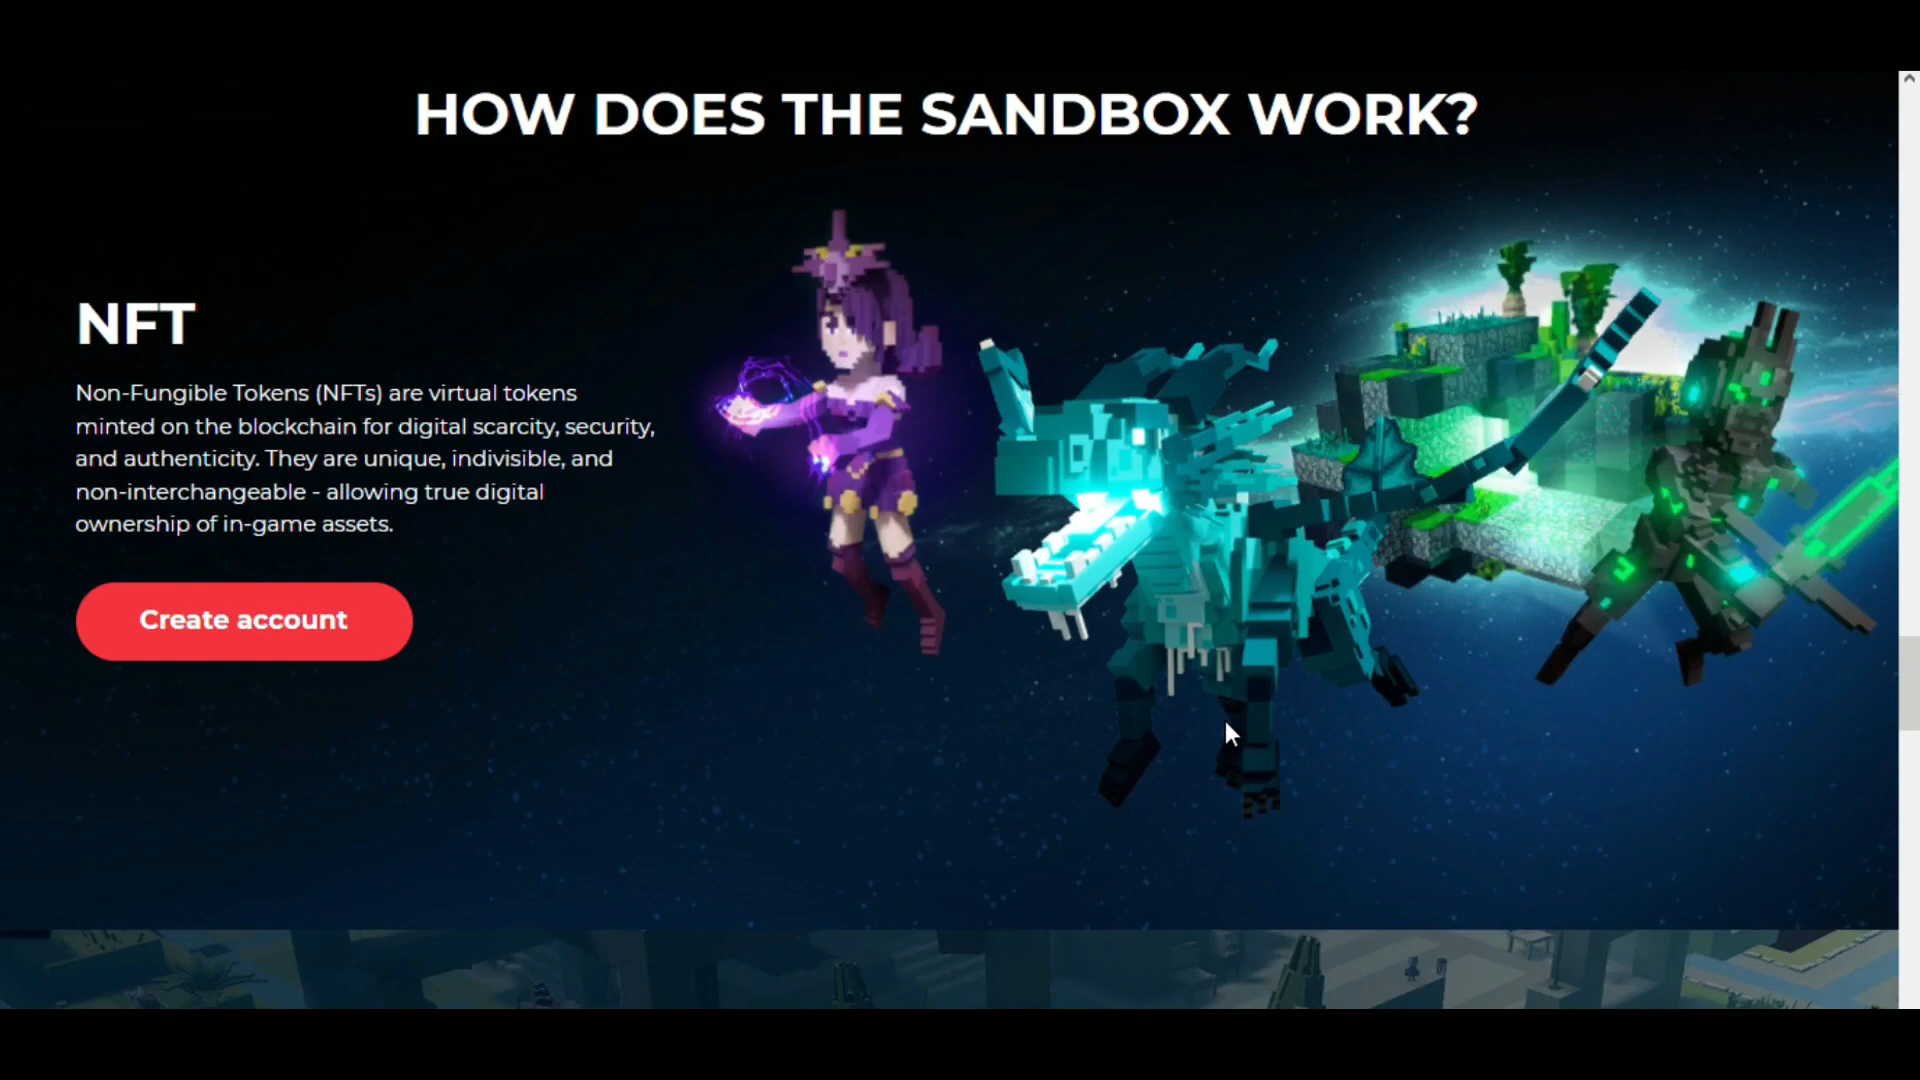 HOW DOES THE SANDBOX WORK?
NFT
Non-Fungible Tokens (NFTs) are virtual tokens
minted on the blockchain for digital scarcity, security,
and authenticity. They are unique, indivisible, and
non-interchangeable - allowing true digital
ownership of in-game assets.
Create account